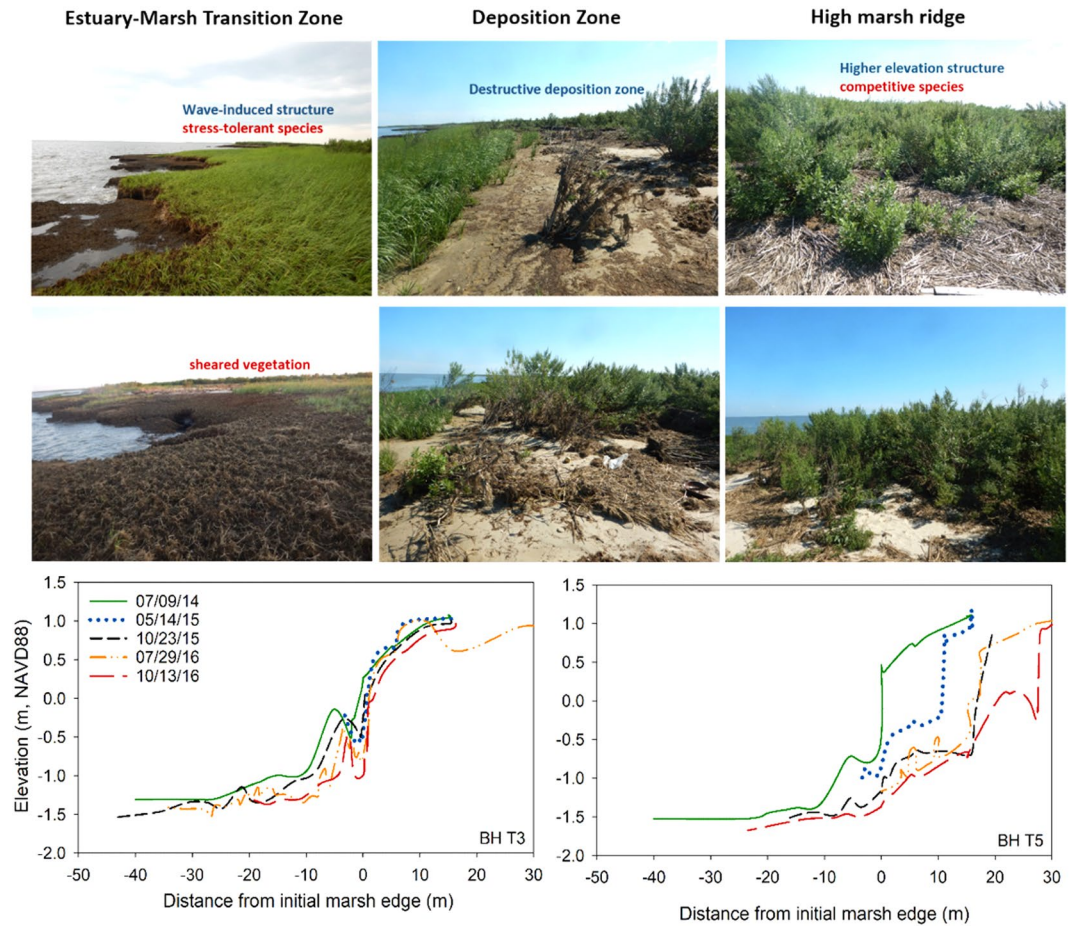 Estuary-Marsh Transition Zone
Deposition Zone
High marsh ridge
Wave-induced structure
stress-tolerant species
Destructive deposition zone
Higher elevation structure
competitive species
sheared vegetation
1.5
1.0
0.5
0.0
-0.5
-1.0
-1.5
-2.0
Elevation (m, NAVD88)
07/09/14
05/14/15
10/23/15
07/29/16
10/13/16
BH T3
-50 -40 -30 -20 -10 0 10 20 30
Distance from initial marsh edge (m)
1.5
1.0
0.5
0.0
-0.5
-1.0
-1.5
-2.0
BH T5
-50 -40 -30 -20 -10 0 10 20 30
Distance from initial marsh edge (m)